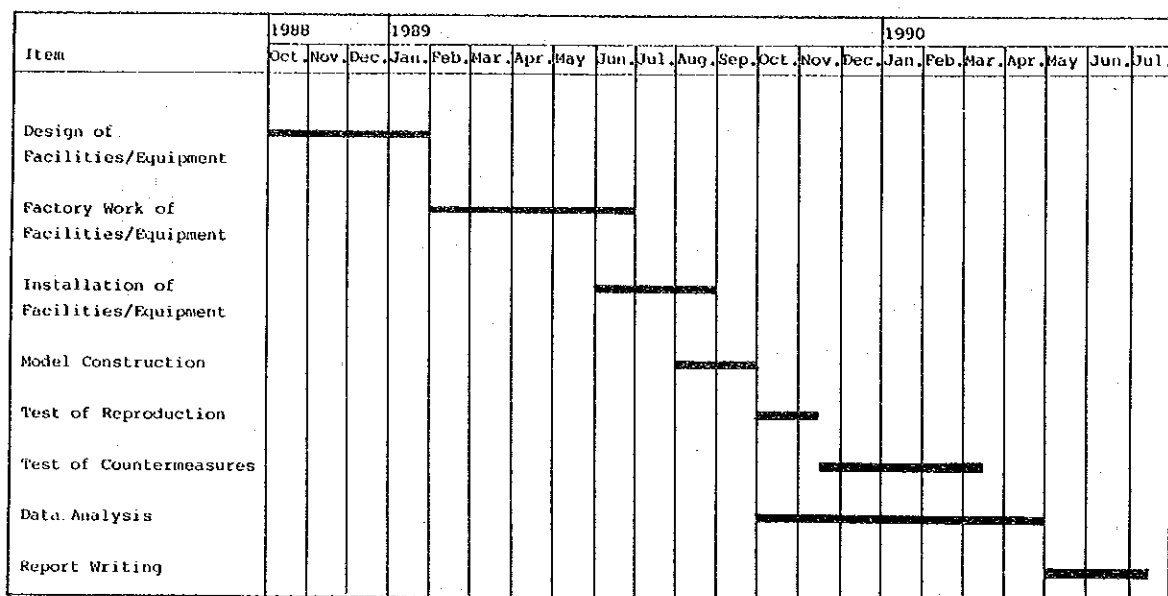 1988 1989 1990
Item
Oct. Nov. Dec. Jan. Feb. Mar. Apr. May Jun. Jul. Aug. Sep. Oct. Nov. Dec. Jan. Feb. Mar. Apr. May Jun. Jul.
Design of
Facilities/Equipment
Factory Work of
Facilities/Equipment
Installation of
Facilities/Equipment
Model Construction
Test of Reproduction
Test of Countermeasures
Data Analysis
Report Writing